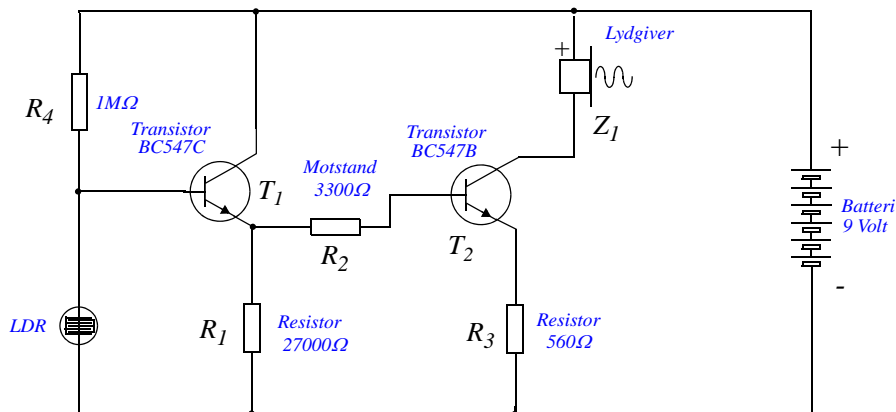 +
Lydgiver
R4
1MΩ
Transistor
BC547C
Transistor
BC547B
Z1
Motstand
3300Ω
T1
+
Batteri
9 Volt
R2
T2
-
LDR
R1
Resistor
27000Ω
R3
Resistor
560Ω